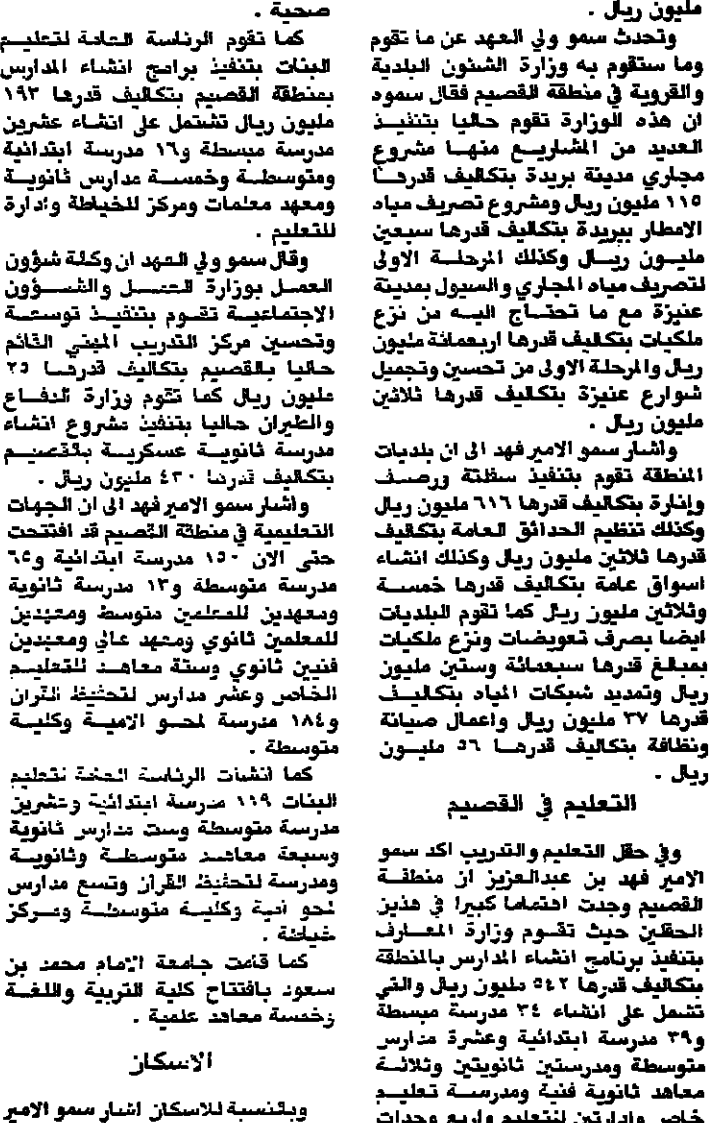 مليون ريال .
وتحدث سمو ولي العهد عن ما تقوم
وما ستقوم به وزارة الشئون البلدية
والقروية في منطقة القصيم فقال سموه
ان هذه الوزارة تقوم حاليا بتنفيذ
العديد من المشاريع منها مشروع
مجاري مدينة بريدة بتكاليف قدرها
١١٥ مليون ريال ومشروع تصريف مياه
الامطار ببريدة بتكاليف قدرها سبعين
مليون ريال وكذلك المرحلة الاولى
لتصريف مياه المجاري والسيول بمدينة
عنيزة مع ما تحتاج اليه من نزع
ملكيات بتكاليف قدرها اربعمائة مليون
ريال والمرحلة الاولى من تحسين وتجميل
شوارع عنيزة بتكاليف قدرها ثلاثين
مليون ريال .
واشار سمو الامير فهد الى ان بلديات
المنطقة تقوم بتنفيذ سفلتة ورصف
وإنارة بتكاليف قدرها ٦١٦ مليون ريال
وكذلك تنظيم الحدائق العامة بتكاليف
قدرها ثلاثين مليون ريال وكذلك انشاء
اسواق عامة بتكاليف قدرها خمسة
وثلاثين مليون ريال كما تقوم البلديات
ايضا بصرف تعويضات ونزع ملكيات
بمبالغ قدرها سبعمائة وستين مليون
ريال وتمديد شبكات المياه بتكاليف
قدرها ٣٧ مليون ريال واعمال صيانة
ونظافة بتكاليف قدرها ٥٦ مليون
ريال .
التعليم في القصيم
وفي حقل التعليم والتدريب اكد سمو
الامير فهد بن عبدالعزيز ان منطقة
القصيم وجدت اهتماما كبيرا في هذين
الحقلين حيث تقوم وزارة المعارف
بتنفيذ برنامج انشاء المدارس بالمنطقة
بتكاليف قدرها ٥٤٢ مليون ريال والتي
تشمل على انشاء ٣٤ مدرسة مبسطة
و٣٩ مدرسة ابتدائية وعشرة مدارس
متوسطة ومدرستين ثانويتين وثلاثة
معاهد ثانوية فنية ومدرسة تعليم
خاص وادارتين للتعليم واربع وحدات
صحية .
كما تقوم الرئاسة العامة لتعليم
البنات بتنفيذ برامج انشاء المدارس
بمنطقة القصيم بتكاليف قدرها ١٩٣
مليون ريال تشتمل على انشاء عشرين
مدرسة مبسطة و١٦ مدرسة ابتدائية
ومتوسطة وخمسة مدارس ثانوية
ومعهد معلمات ومركز للخياطة وادارة
للتعليم .
وقال سمو ولي العهد ان وكالة شؤون
العمل بوزارة العمل والشؤون
الاجتماعية تقوم بتنفيذ توسعة
وتحسين مركز التدريب المهني القائم
حاليا بالقصيم بتكاليف قدرها ٢٥
مليون ريال كما تقوم وزارة الدفاع
والطيران حاليا بتنفيذ مشروع انشاء
مدرسة ثانوية عسكرية بالقصيم
بتكاليف قدرها ٤٣٠ مليون ريال .
واشار سمو الامير فهد الى ان الجهات
التعليمية في منطقة القصيم قد افتتحت
حتى الان ١٥٠ مدرسة ابتدائية و٦٥
مدرسة متوسطة و١٣ مدرسة ثانوية
ومعهدين للمعلمين متوسط ومعهدين
للمعلمين ثانوي ومعهد عالي ومعهدين
فنيين ثانوي وستة معاهد للتعليم
الخاص وعشر مدارس لتحفيظ القران
و١٨٤ مدرسة لمحو الامية وكلية
متوسطة .
كما انشأت الرئاسة العامة لتعليم
البنات ١١٩ مدرسة ابتدائية وعشرين
مدرسة متوسطة وست مدارس ثانوية
وسبعة معاهد متوسطة وثانوية
ومدرسة لتحفيظ القرآن وتسع مدارس
لمحو امية وكلية متوسطة ومركز
خياطة .
كما قامت جامعة الامام محمد بن
سعود بافتتاح كلية التربية واللغة
وخمسة معاهد علمية .
الاسكان
وبالنسبة للاسكان اشار سمو الامير